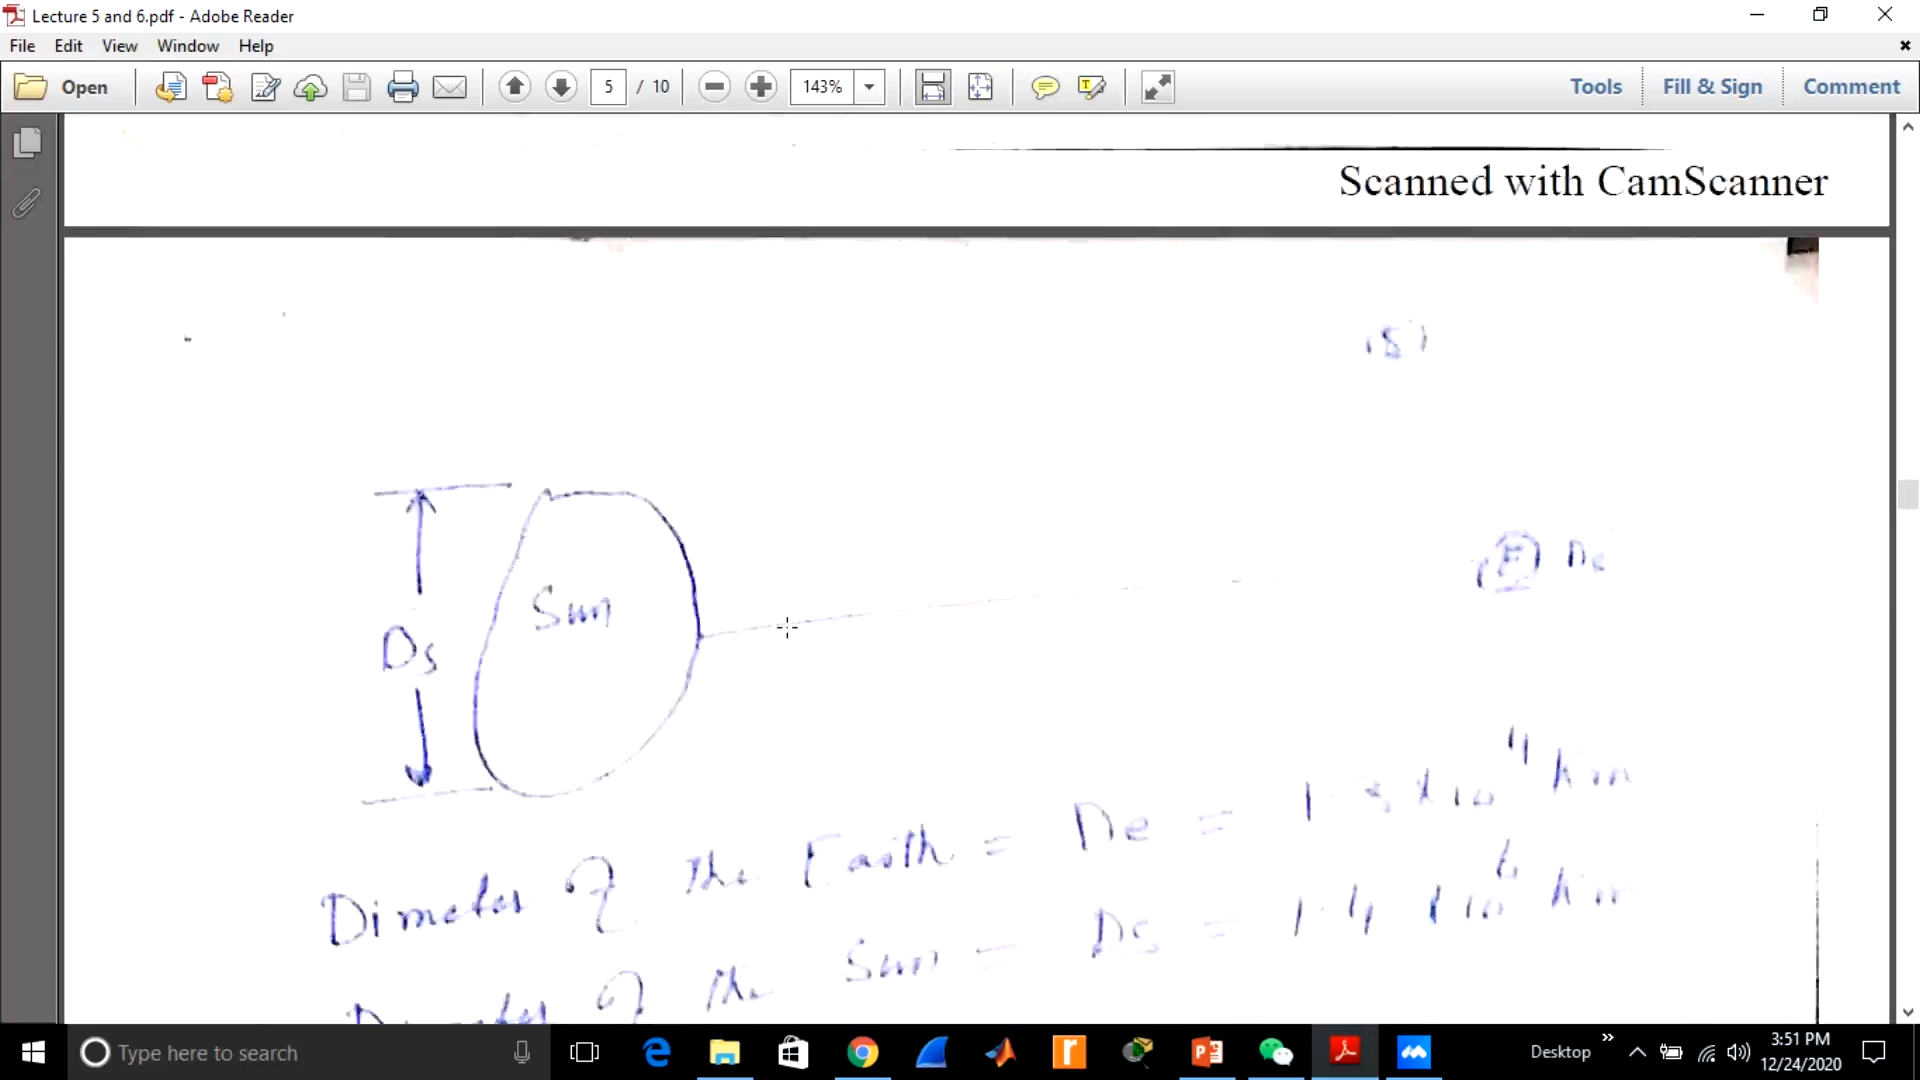 Lecture 5 and 6.pdf - Adobe Reader
File Edit View Window Help
Open 5 / 10 143% Tools Fill & Sign Comment
Scanned with CamScanner
(5)
Sun
Ds
E De
Dimeter of the Earth = De = 1.3 x 10^4 km
Dimeter of the Sun = Ds = 1.4 x 10^6 km
Type here to search
Desktop
3:51 PM
12/24/2020